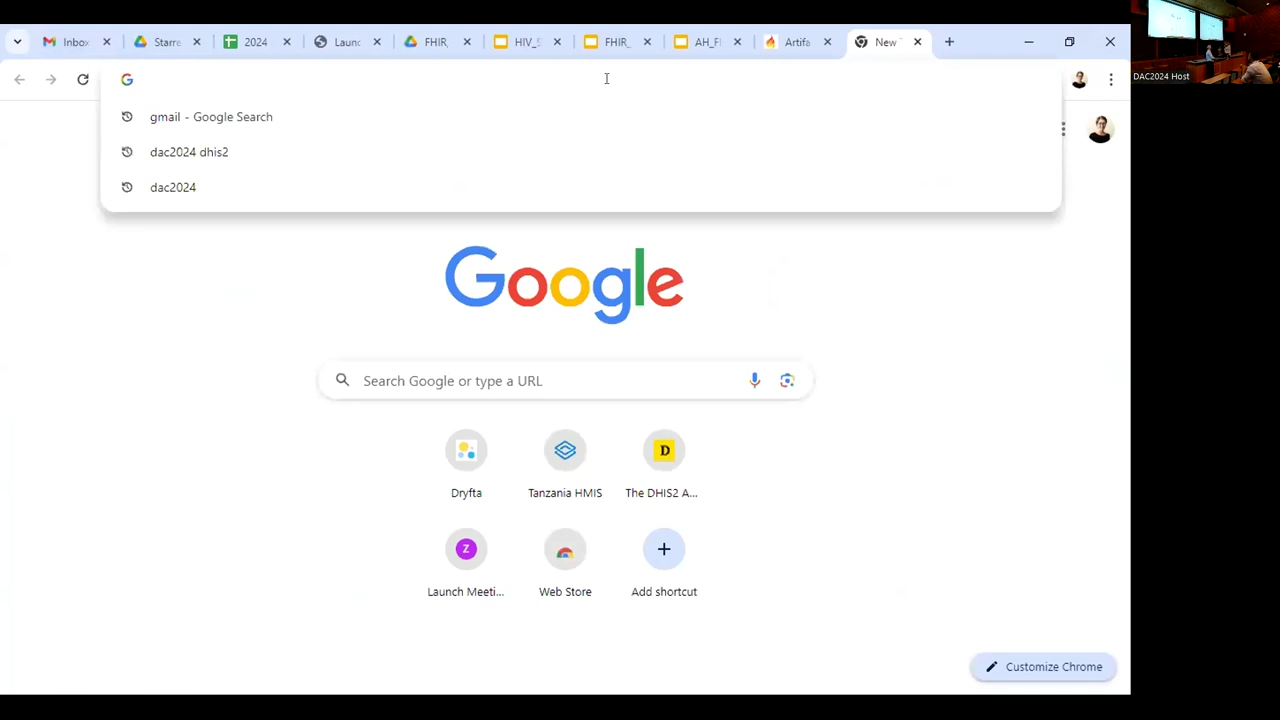 Inbox
Starre
2024
Launc
FHIR_
HIV_S
FHIR_
AH_FI
Artifa
New T
gmail - Google Search
dac2024 dhis2
dac2024
Google
Search Google or type a URL
Dryfta
Tanzania HMIS
D
The DHIS2 A...
Z
Launch Meeti...
Web Store
Add shortcut
Customize Chrome
DAC2024 Host